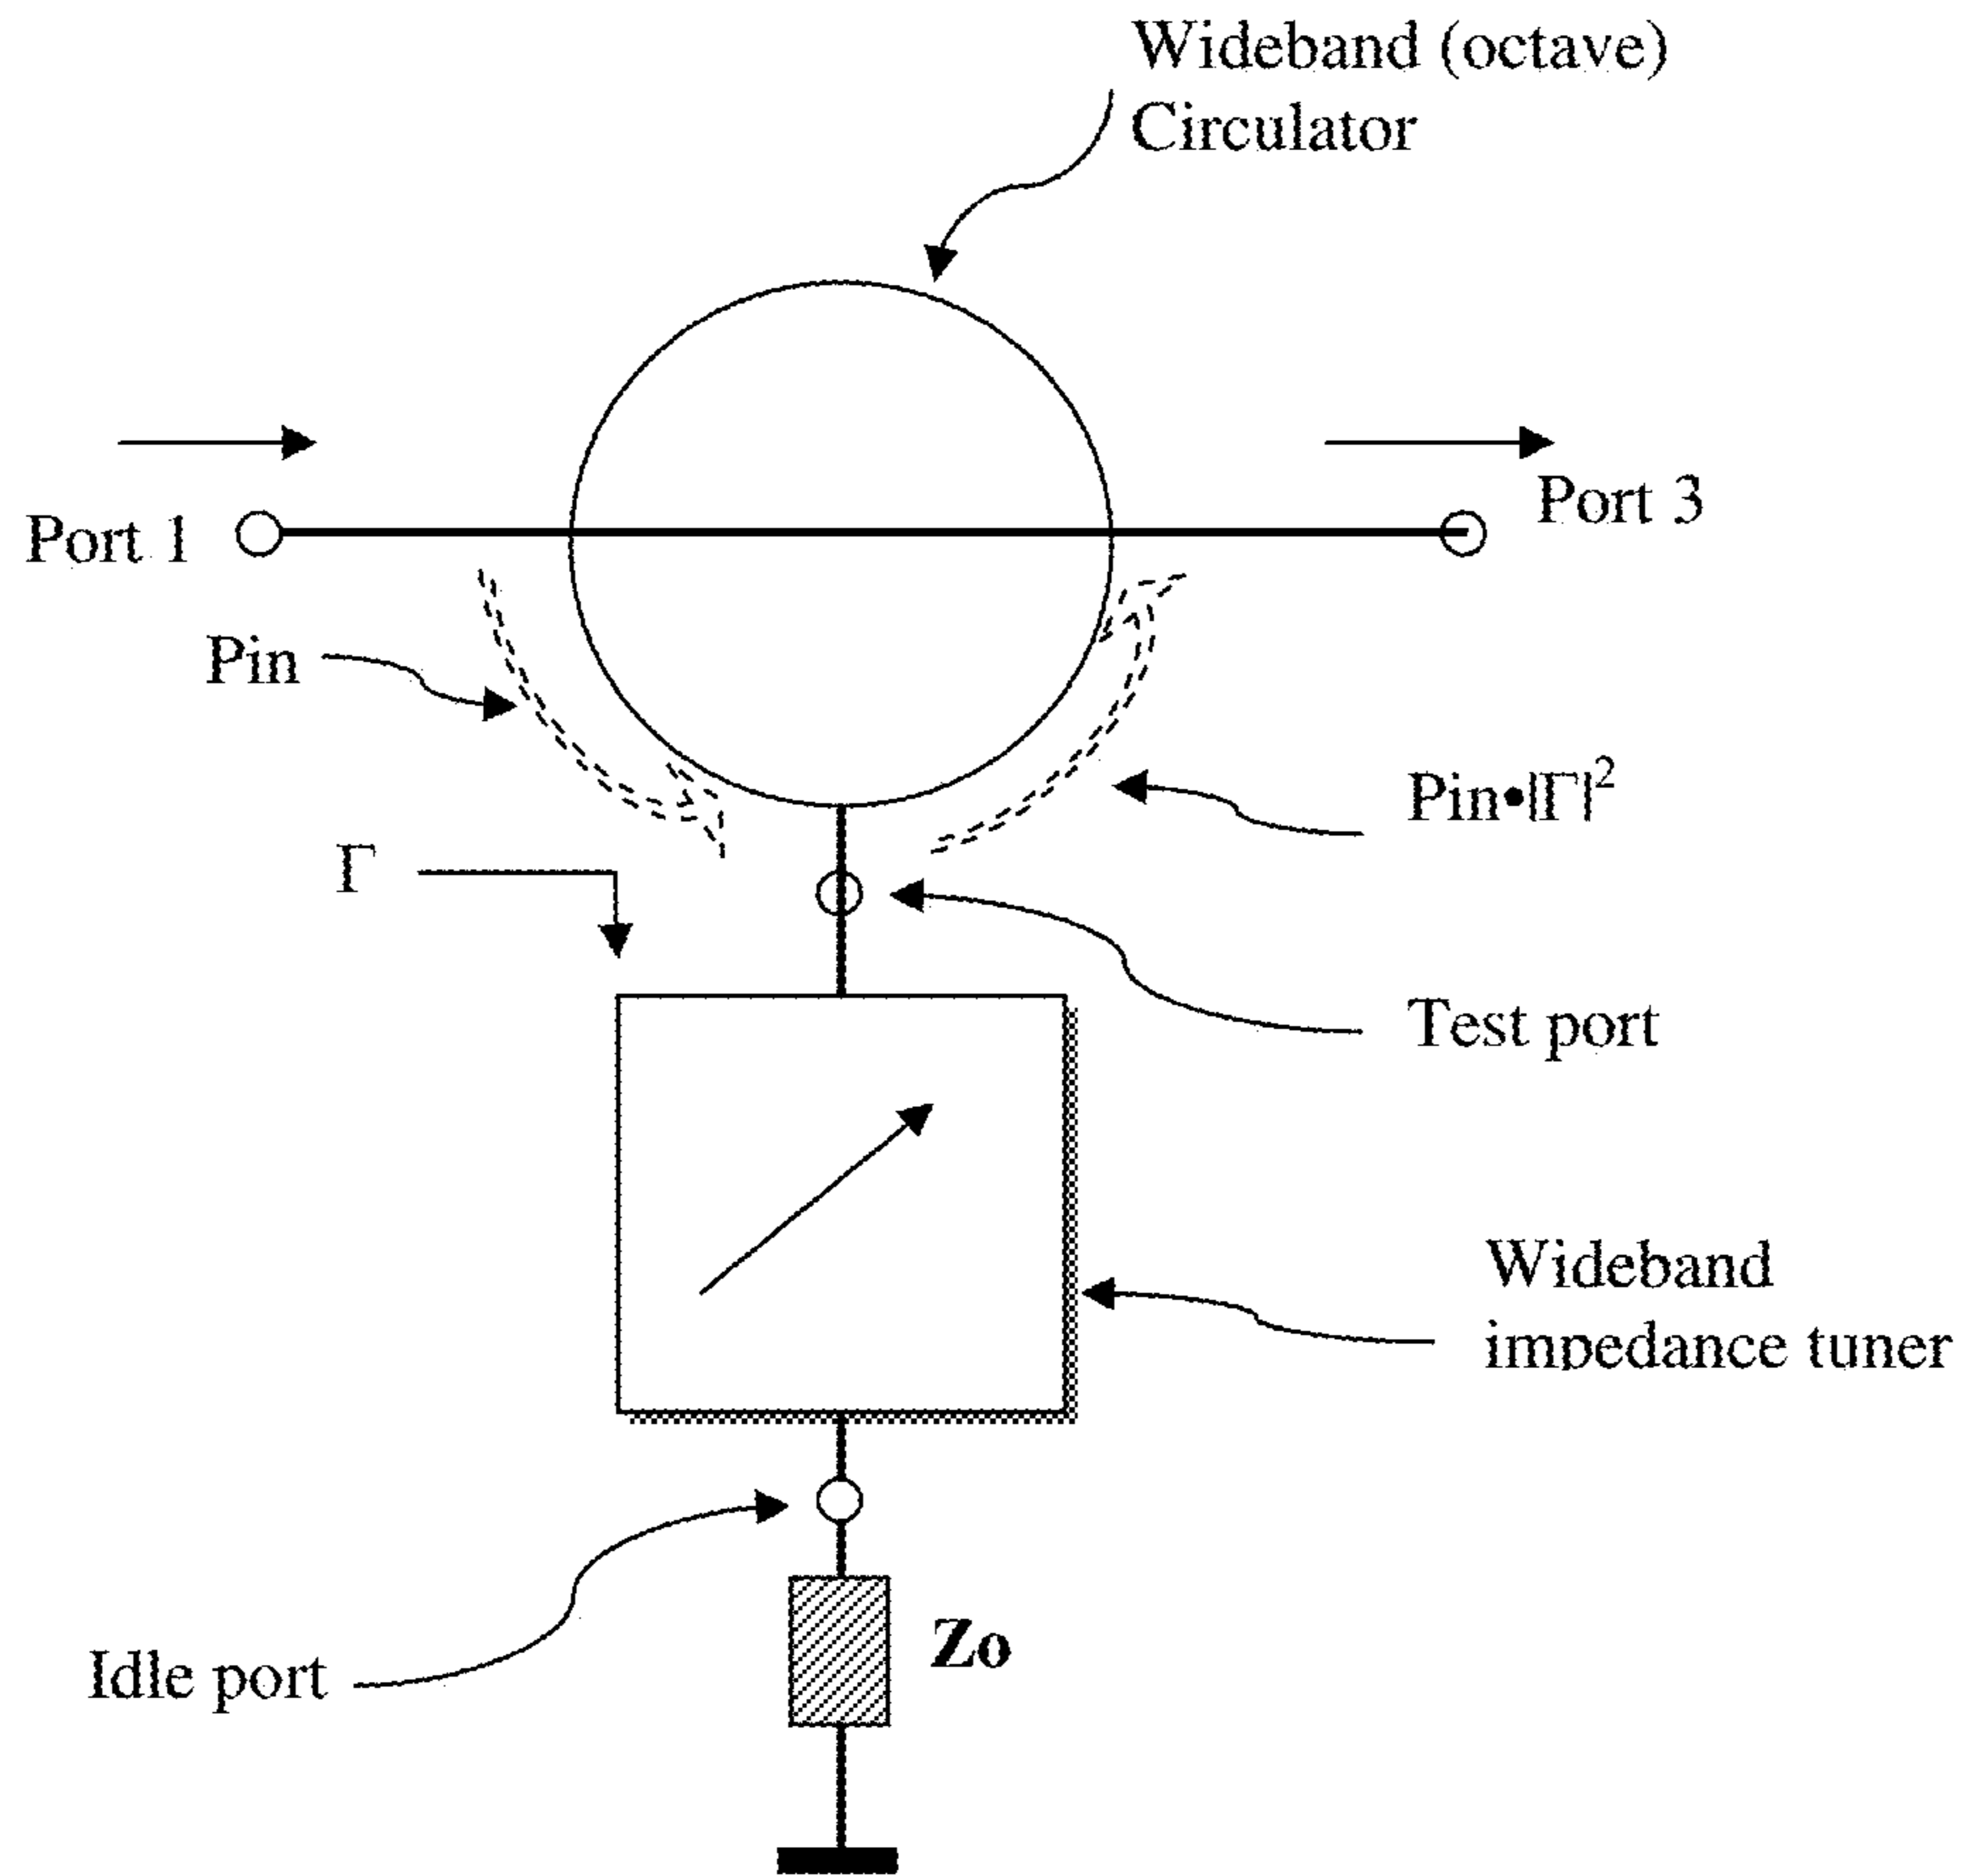 Wideband (octave)
Circulator
Port 1
Port 3
Pin
Pin•|Γ|²
Γ
Test port
Wideband
impedance tuner
Idle port
Zo